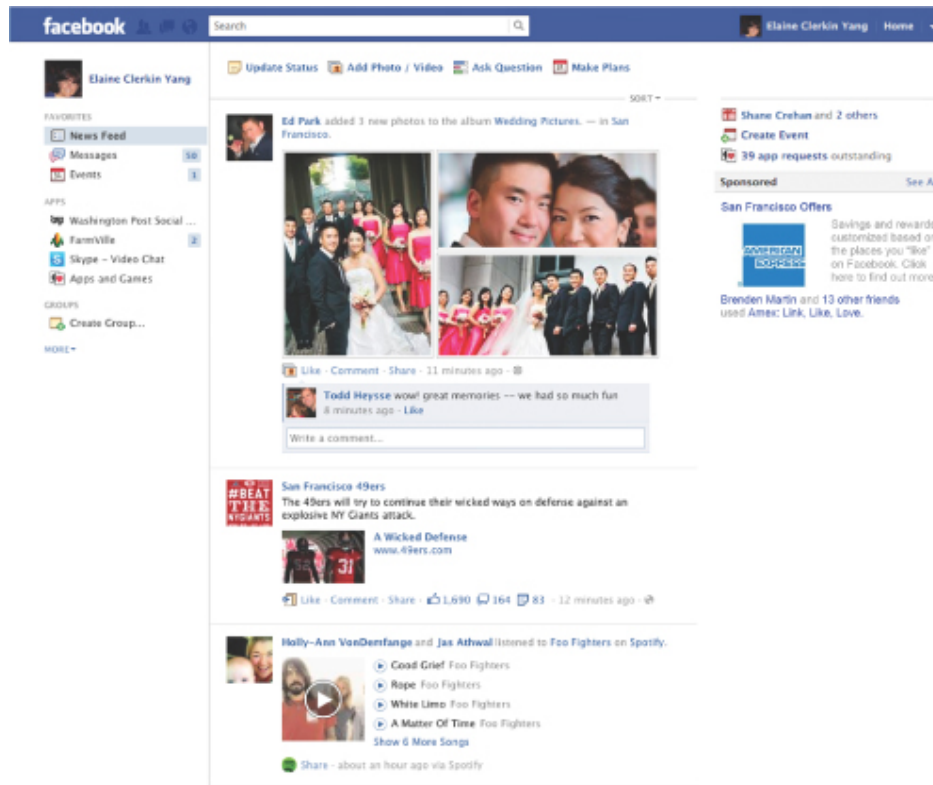 facebook
Search
Elaine Clerkin Yang Home
Elaine Clerkin Yang
FAVORITES
News Feed
Messages 50
Events 1
APPS
Washington Post Social ...
FarmVille 2
Skype – Video Chat
Apps and Games
GROUPS
Create Group...
MORE
Update Status Add Photo / Video Ask Question Make Plans
SORT
Ed Park added 3 new photos to the album Wedding Pictures. — in San
Francisco.
Like · Comment · Share · 11 minutes ago ·
Todd Heysse wow! great memories –– we had so much fun
8 minutes ago · Like
Write a comment...
#BEAT
THE
NYGIANTS
San Francisco 49ers
The 49ers will try to continue their wicked ways on defense against an
explosive NY Giants attack.
52 31
A Wicked Defense
www.49ers.com
Like · Comment · Share · 1,690 164 83 · 12 minutes ago ·
Holly-Ann VonDemfange and Jas Athwal listened to Foo Fighters on Spotify.
Good Grief Foo Fighters
Rope Foo Fighters
White Limo Foo Fighters
A Matter Of Time Foo Fighters
Show 6 More Songs
Share · about an hour ago via Spotify
Shane Crehan and 2 others
Create Event
39 app requests outstanding
Sponsored See A
San Francisco Offers
AMERICAN
EXPRESS
Savings and rewards
customized based on
the places you "like"
on Facebook. Click
here to find out more
Brenden Martin and 13 other friends
used Amex: Link, Like, Love.